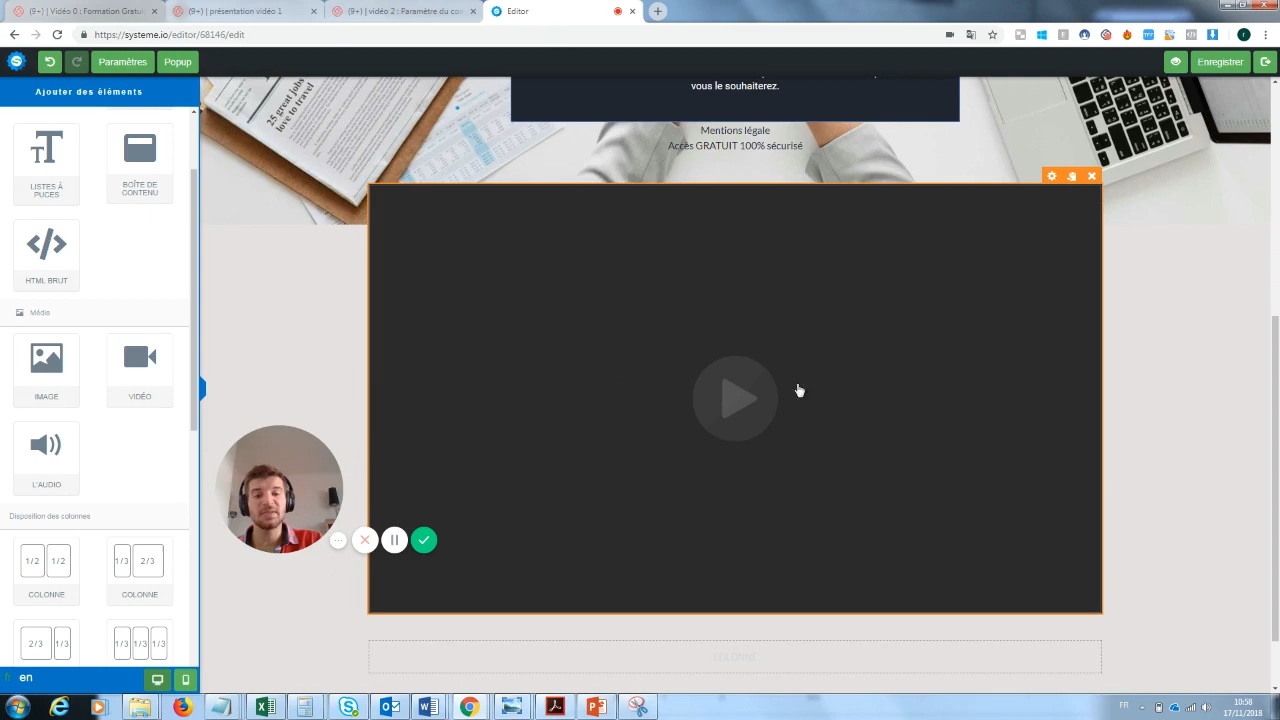 (9+) | Vidéo 0 : Formation Gratui
(9+) | présentation vidéo 1
(9+) | vidéo 2 : Paramètre du con
Editor
https://systeme.io/editor/68146/edit
Paramètres
Popup
Enregistrer
Ajouter des éléments
LISTES À
PUCES
BOÎTE DE
CONTENU
HTML BRUT
Média
IMAGE
VIDÉO
L'AUDIO
Disposition des colonnes
1/2 1/2
COLONNE
1/3 2/3
COLONNE
2/3 1/3
1/3 1/3 1/3
fr en
25 great jobs
love to travel
vous le souhaiterez.
Mentions légale
Accès GRATUIT 100% sécurisé
COLONNE
FR
10:58
17/11/2018